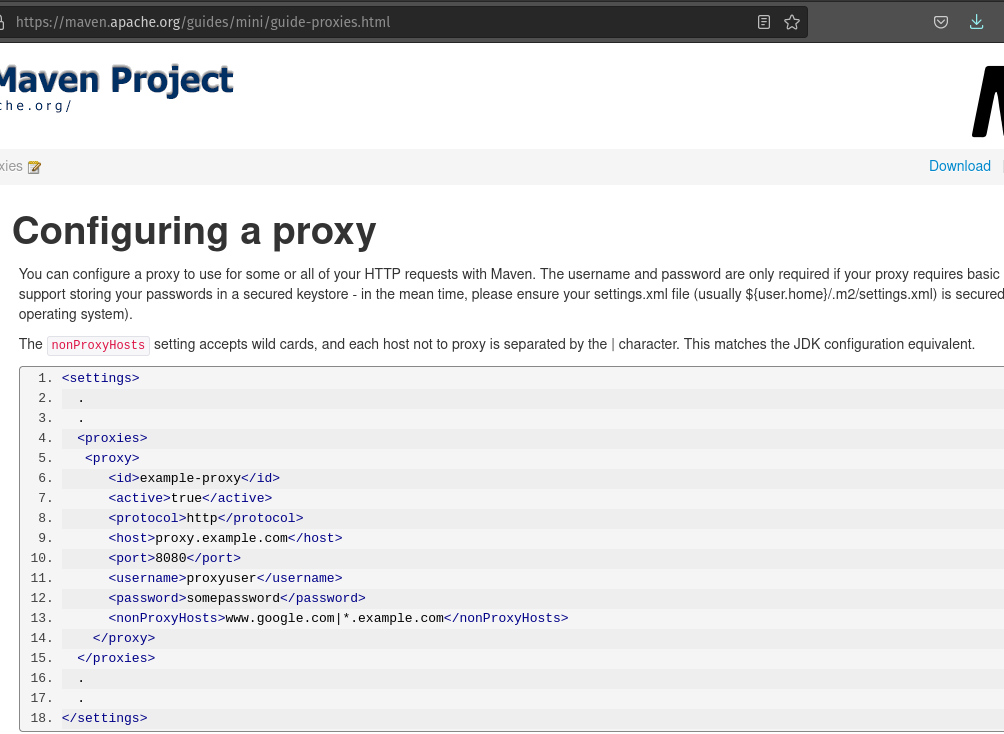 https://maven.apache.org/guides/mini/guide-proxies.html
Maven Project
che.org/
xies
Download
Configuring a proxy
You can configure a proxy to use for some or all of your HTTP requests with Maven. The username and password are only required if your proxy requires basic
support storing your passwords in a secured keystore - in the mean time, please ensure your settings.xml file (usually ${user.home}/.m2/settings.xml) is secured
operating system).
The nonProxyHosts setting accepts wild cards, and each host not to proxy is separated by the | character. This matches the JDK configuration equivalent.
1. <settings>
2.   .
3.   .
4.   <proxies>
5.    <proxy>
6.       <id>example-proxy</id>
7.       <active>true</active>
8.       <protocol>http</protocol>
9.       <host>proxy.example.com</host>
10.       <port>8080</port>
11.       <username>proxyuser</username>
12.       <password>somepassword</password>
13.       <nonProxyHosts>www.google.com|*.example.com</nonProxyHosts>
14.     </proxy>
15.   </proxies>
16.   .
17.   .
18. </settings>